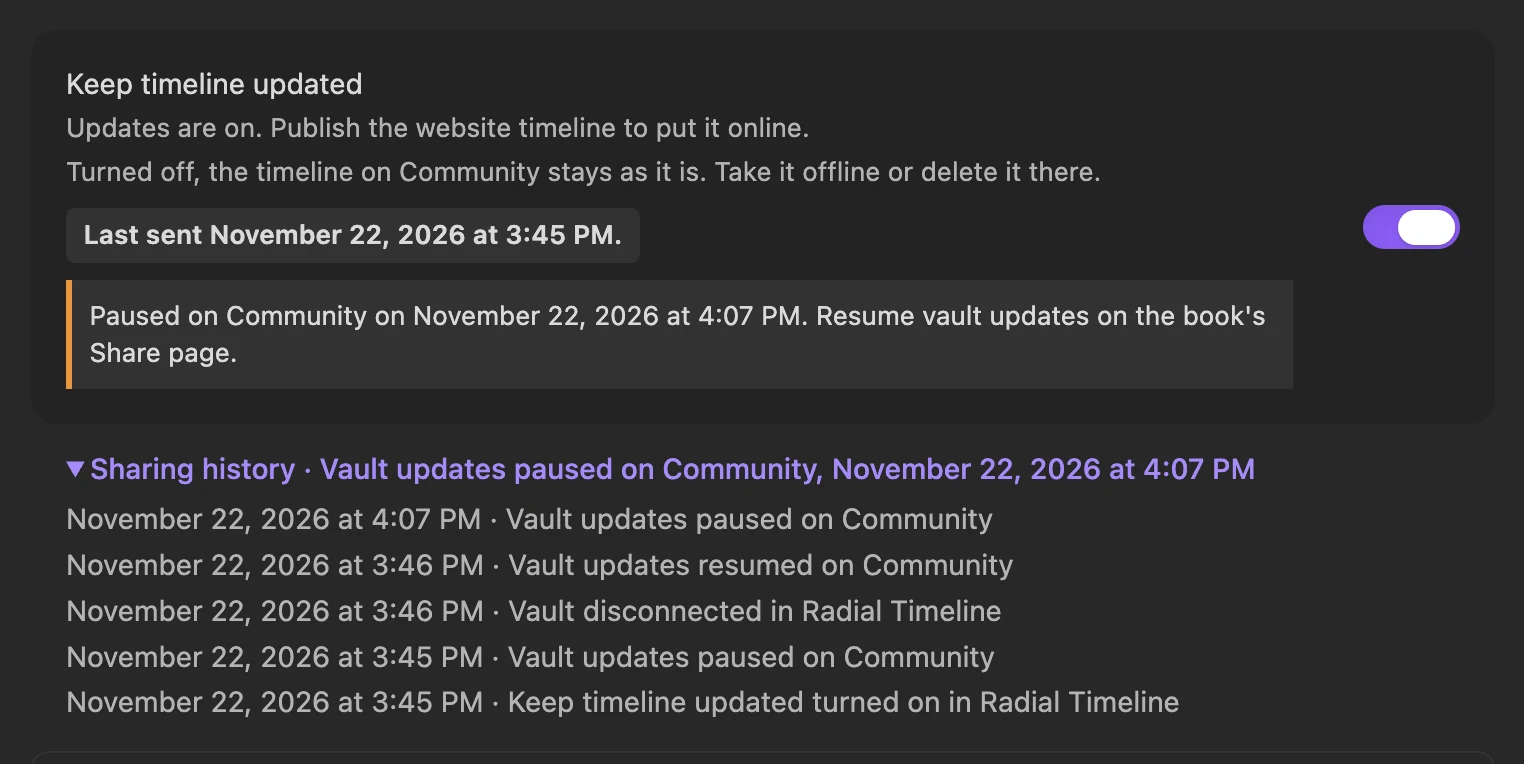 Keep timeline updated
Updates are on. Publish the website timeline to put it online.
Turned off, the timeline on Community stays as it is. Take it offline or delete it there.
Last sent November 22, 2026 at 3:45 PM.
Paused on Community on November 22, 2026 at 4:07 PM. Resume vault updates on the book's
Share page.
▼ Sharing history · Vault updates paused on Community, November 22, 2026 at 4:07 PM
November 22, 2026 at 4:07 PM · Vault updates paused on Community
November 22, 2026 at 3:46 PM · Vault updates resumed on Community
November 22, 2026 at 3:46 PM · Vault disconnected in Radial Timeline
November 22, 2026 at 3:45 PM · Vault updates paused on Community
November 22, 2026 at 3:45 PM · Keep timeline updated turned on in Radial Timeline